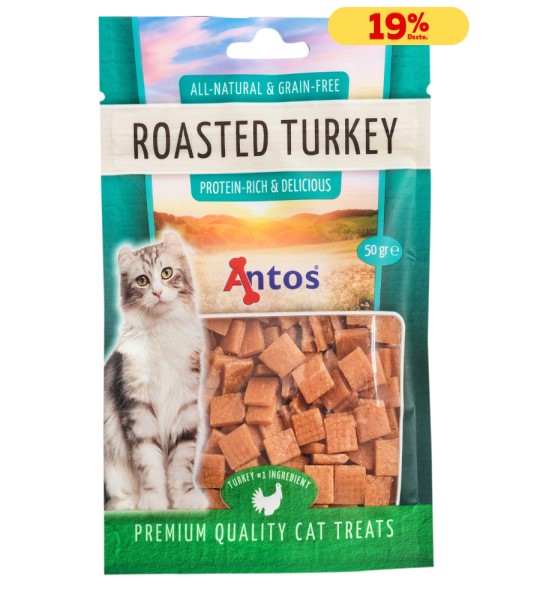 19%
Dscto.
ALL-NATURAL & GRAIN-FREE
ROASTED TURKEY
PROTEIN-RICH & DELICIOUS
50 gr ℮
Antos®
TURKEY #1 INGREDIENT
PREMIUM QUALITY CAT TREATS